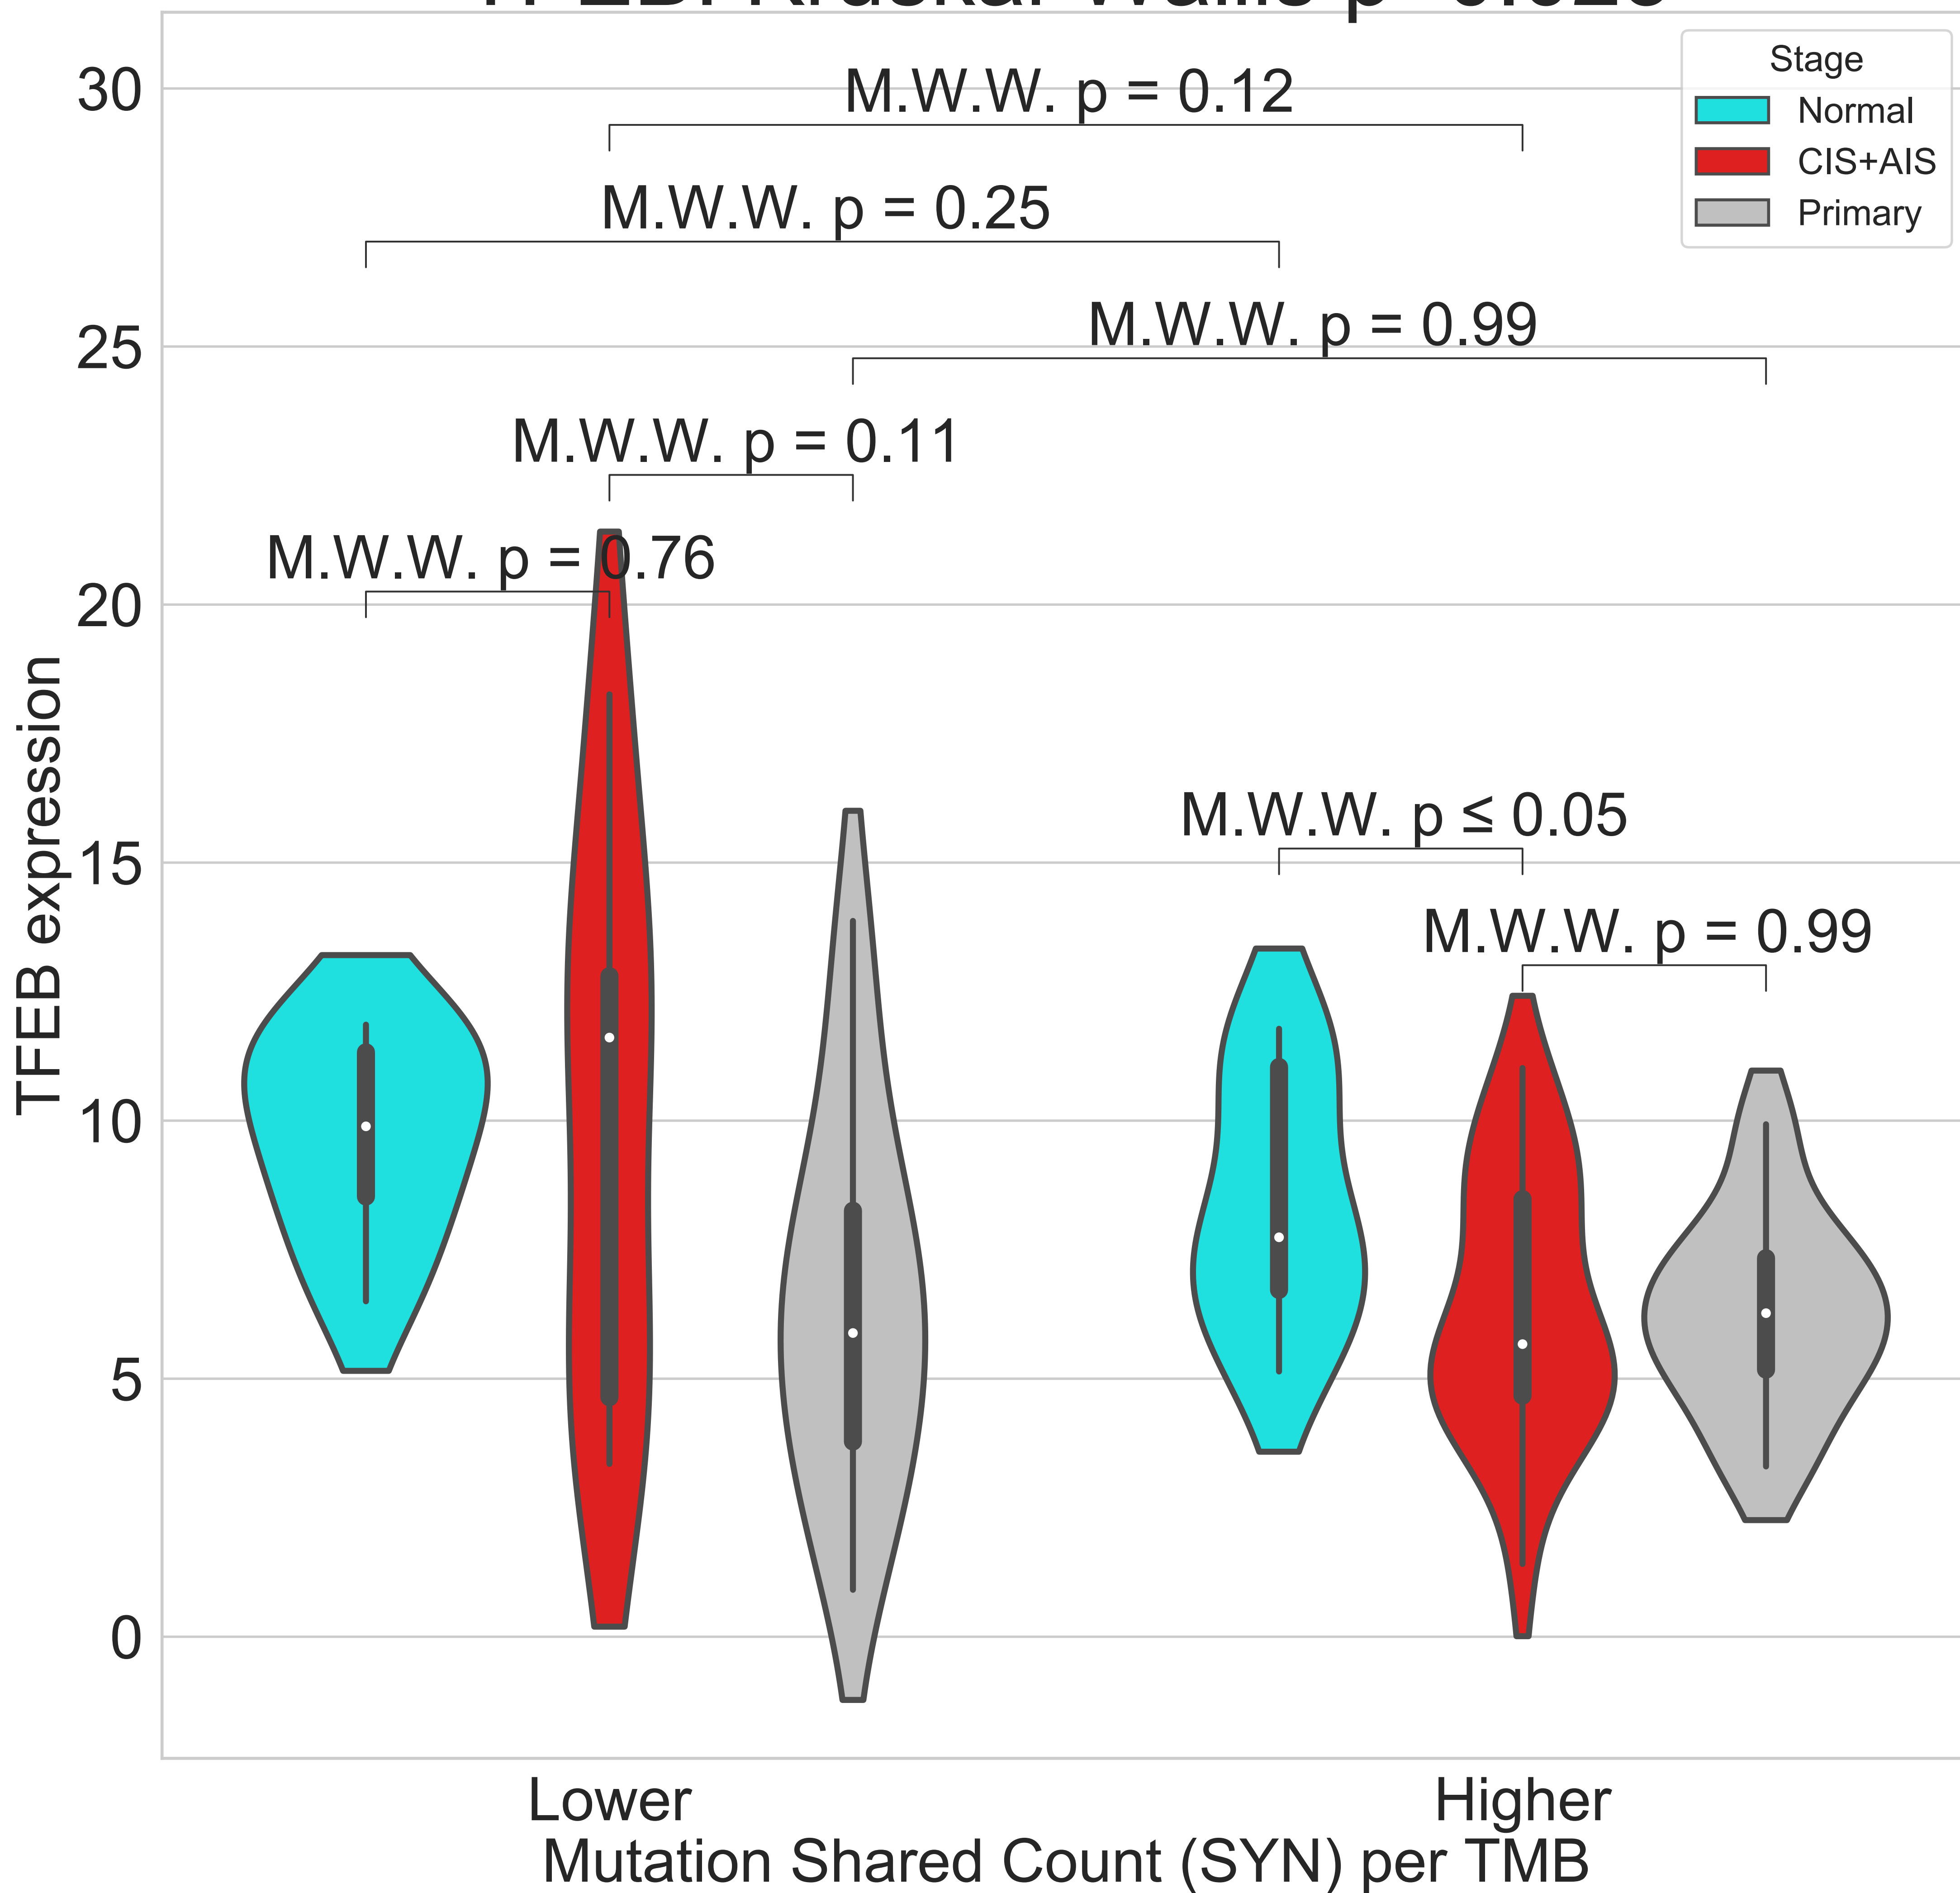 30
25
20
15
10
5
0
TFEB expression
M.W.W. p = 0.12
M.W.W. p = 0.25
M.W.W. p = 0.99
M.W.W. p = 0.11
M.W.W. p = 0.76
M.W.W. p ≤ 0.05
M.W.W. p = 0.99
Stage
Normal
CIS+AIS
Primary
Lower
Higher
Mutation Shared Count (SYN) per TMB